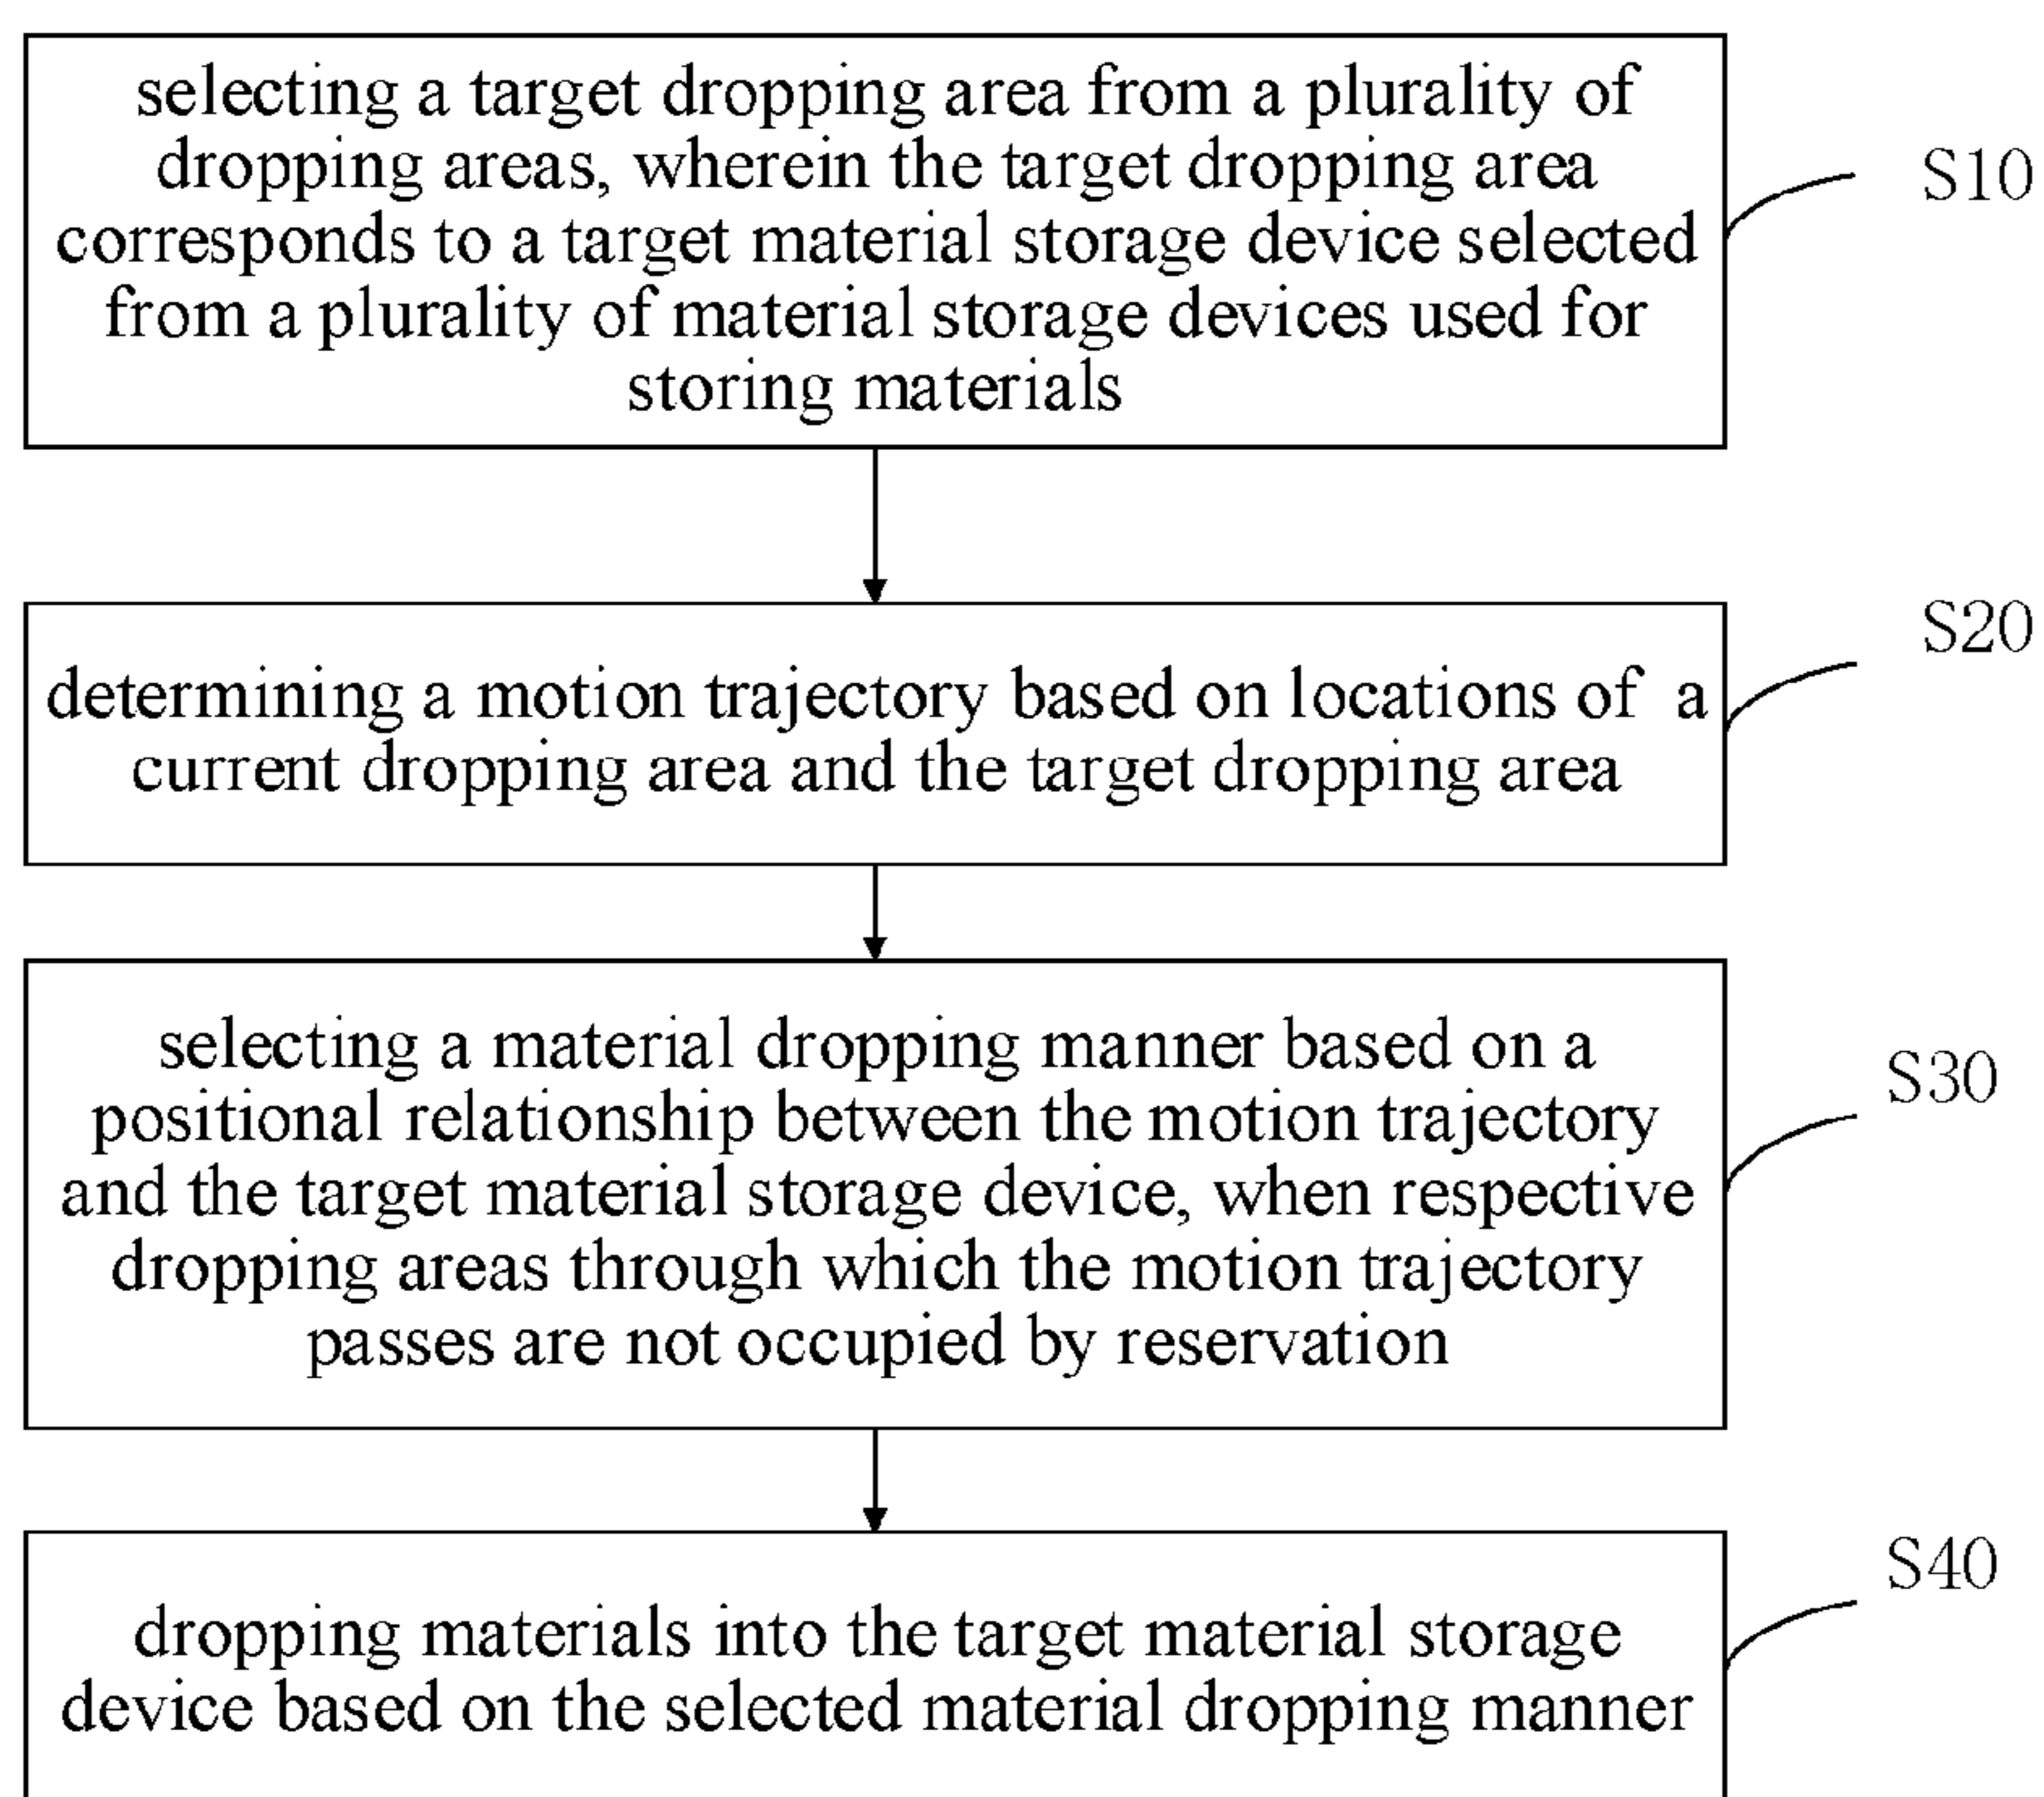 selecting a target dropping area from a plurality of
dropping areas, wherein the target dropping area
corresponds to a target material storage device selected
from a plurality of material storage devices used for
storing materials
S10
determining a motion trajectory based on locations of a
current dropping area and the target dropping area
S20
selecting a material dropping manner based on a
positional relationship between the motion trajectory
and the target material storage device, when respective
dropping areas through which the motion trajectory
passes are not occupied by reservation
S30
dropping materials into the target material storage
device based on the selected material dropping manner
S40